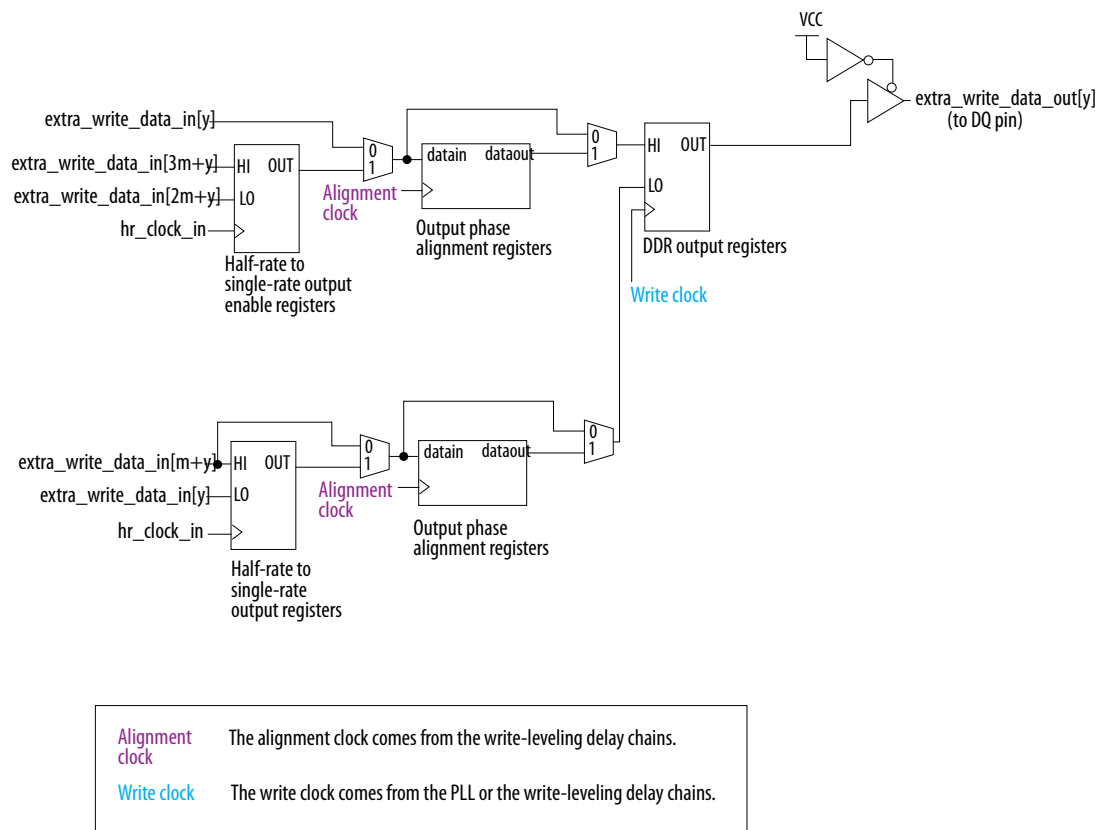 VCC
extra_write_data_out[y]
(to DQ pin)
extra_write_data_in[y]
0
1
datain dataout
0
1
HI OUT
LO
extra_write_data_in[3m+y]
HI OUT
extra_write_data_in[2m+y]
LO
hr_clock_in
Alignment
clock
Output phase
alignment registers
DDR output registers
Half-rate to
single-rate output
enable registers
Write clock
extra_write_data_in[m+y]
HI OUT
0
1
datain dataout
0
1
extra_write_data_in[y]
LO
Alignment
clock
hr_clock_in
Output phase
alignment registers
Half-rate to
single-rate
output registers
Alignment
clock
The alignment clock comes from the write-leveling delay chains.
Write clock
The write clock comes from the PLL or the write-leveling delay chains.